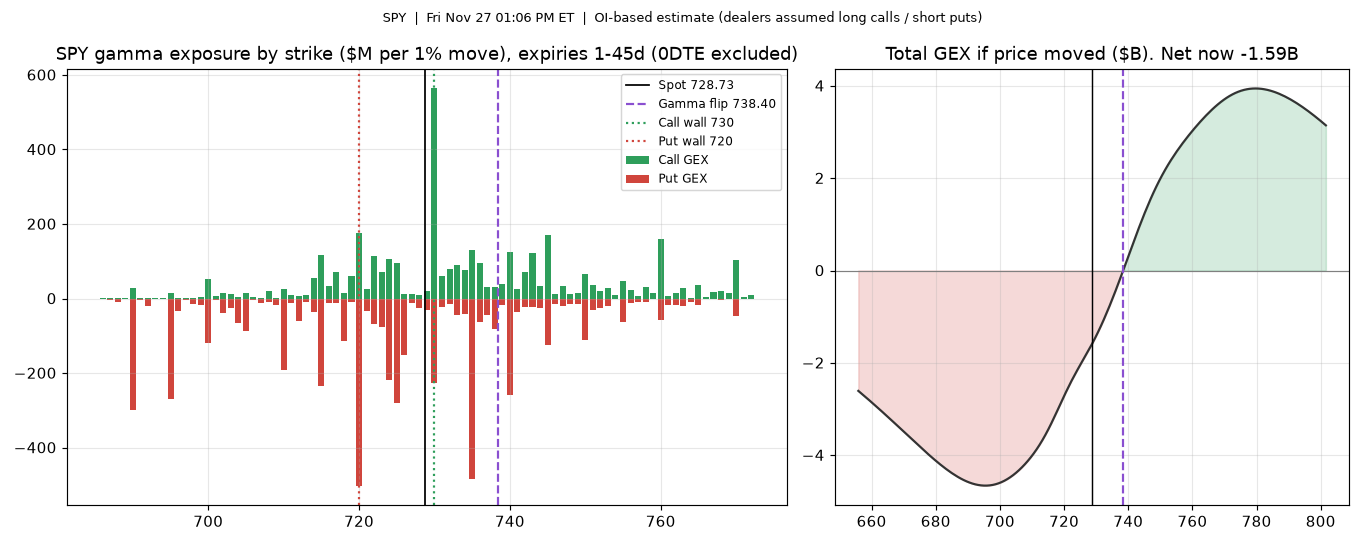 SPY | Fri Nov 27 01:06 PM ET | OI-based estimate (dealers assumed long calls / short puts)
SPY gamma exposure by strike ($M per 1% move), expiries 1-45d (0DTE excluded)
600
400
200
0
−200
−400
700
720
740
760
Spot 728.73
Gamma flip 738.40
Call wall 730
Put wall 720
Call GEX
Put GEX
Total GEX if price moved ($B). Net now -1.59B
4
2
0
−2
−4
660
680
700
720
740
760
780
800